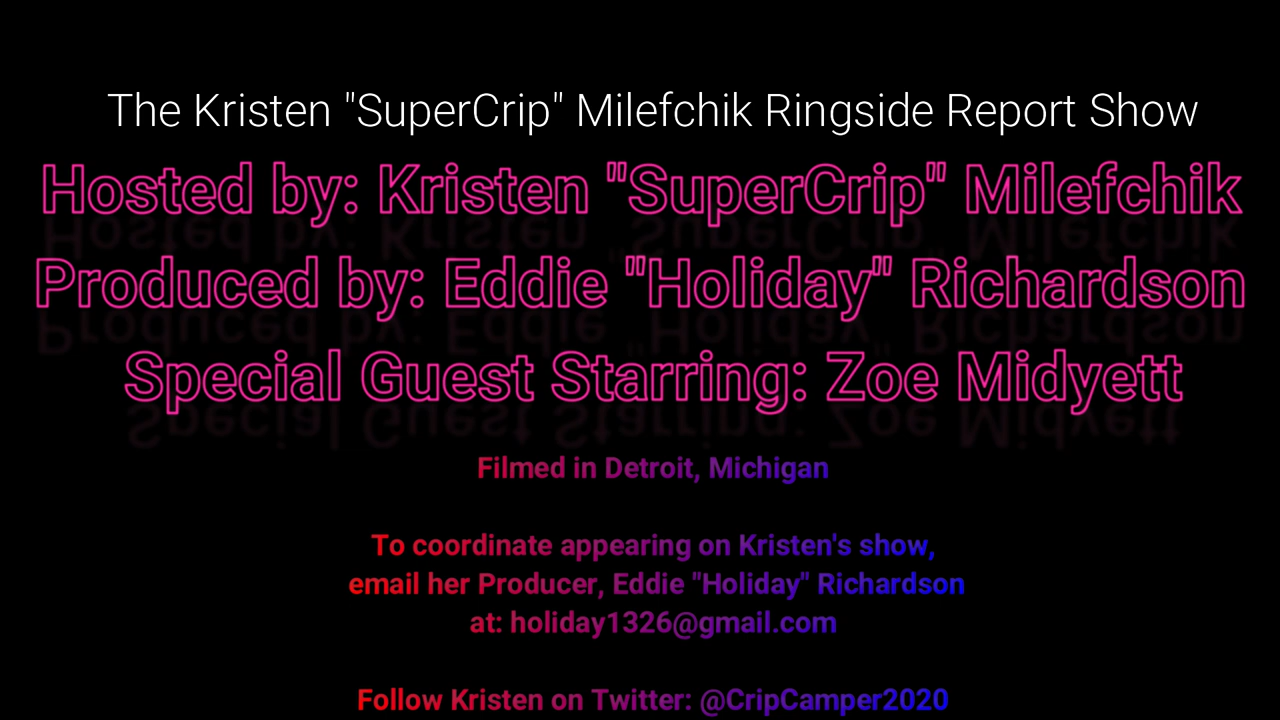 The Kristen "SuperCrip" Milefchik Ringside Report Show
Hosted by: Kristen "SuperCrip" Milefchik
Produced by: Eddie "Holiday" Richardson
Special Guest Starring: Zoe Midyett
Filmed in Detroit, Michigan
To coordinate appearing on Kristen's show,
email her Producer, Eddie "Holiday" Richardson
at: holiday1326@gmail.com
Follow Kristen on Twitter: @CripCamper2020